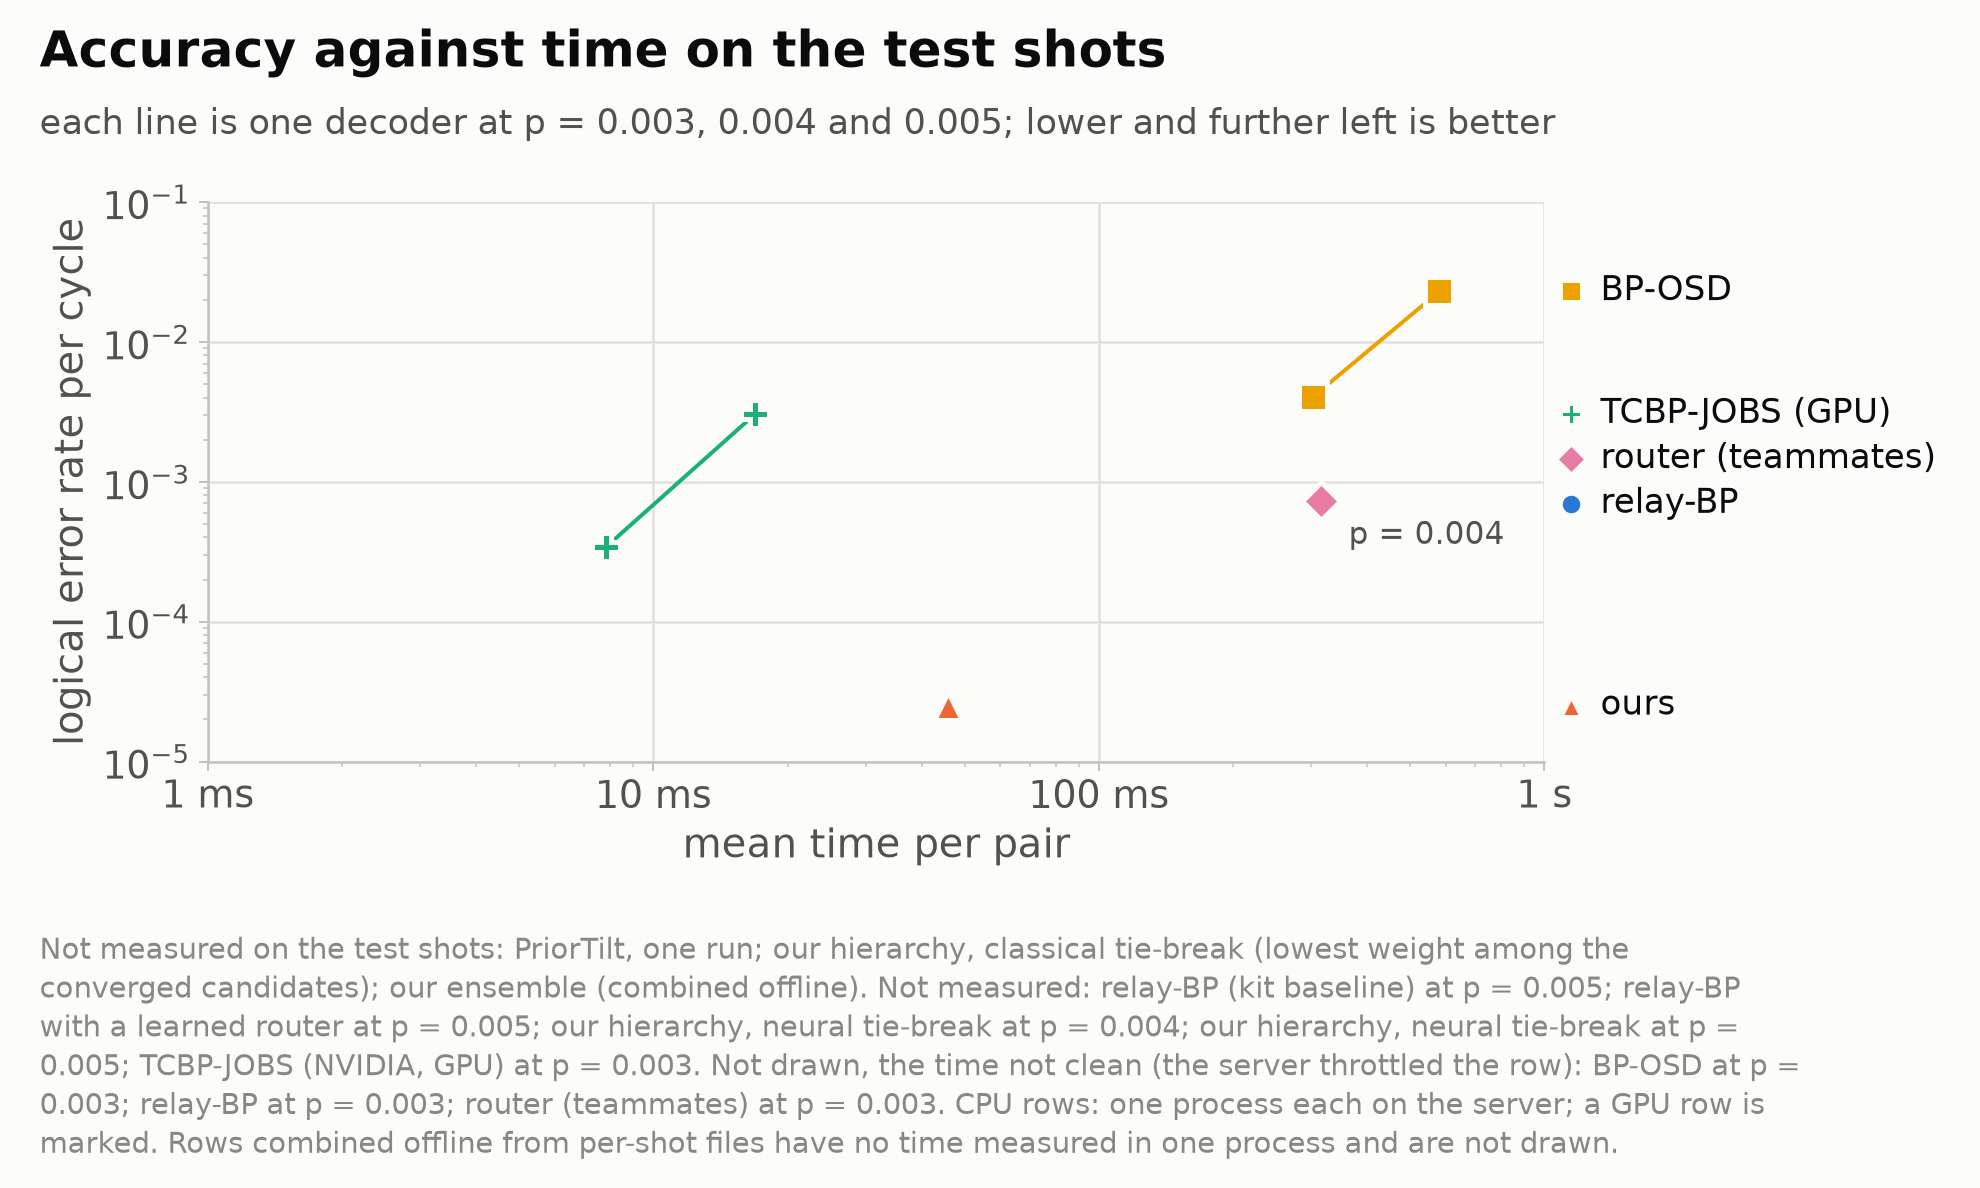 Accuracy against time on the test shots
each line is one decoder at p = 0.003, 0.004 and 0.005; lower and further left is better
logical error rate per cycle
10⁻¹
10⁻²
10⁻³
10⁻⁴
10⁻⁵
1 ms
10 ms
100 ms
1 s
mean time per pair
p = 0.004
BP-OSD
TCBP-JOBS (GPU)
router (teammates)
relay-BP
ours
Not measured on the test shots: PriorTilt, one run; our hierarchy, classical tie-break (lowest weight among the
converged candidates); our ensemble (combined offline). Not measured: relay-BP (kit baseline) at p = 0.005; relay-BP
with a learned router at p = 0.005; our hierarchy, neural tie-break at p = 0.004; our hierarchy, neural tie-break at p =
0.005; TCBP-JOBS (NVIDIA, GPU) at p = 0.003. Not drawn, the time not clean (the server throttled the row): BP-OSD at p =
0.003; relay-BP at p = 0.003; router (teammates) at p = 0.003. CPU rows: one process each on the server; a GPU row is
marked. Rows combined offline from per-shot files have no time measured in one process and are not drawn.